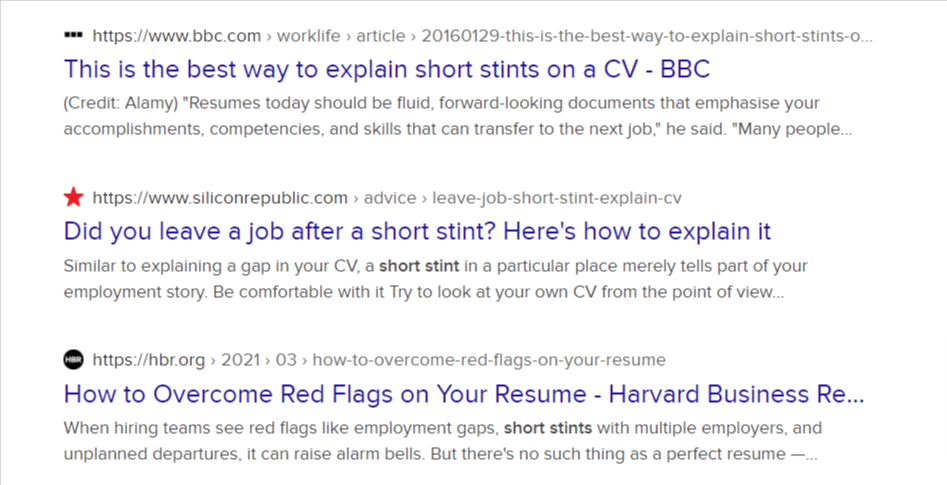 https://www.bbc.com › worklife › article › 20160129-this-is-the-best-way-to-explain-short-stints-o...
This is the best way to explain short stints on a CV - BBC
(Credit: Alamy) "Resumes today should be fluid, forward-looking documents that emphasise your
accomplishments, competencies, and skills that can transfer to the next job," he said. "Many people...
https://www.siliconrepublic.com › advice › leave-job-short-stint-explain-cv
Did you leave a job after a short stint? Here's how to explain it
Similar to explaining a gap in your CV, a short stint in a particular place merely tells part of your
employment story. Be comfortable with it Try to look at your own CV from the point of view...
HBR https://hbr.org › 2021 › 03 › how-to-overcome-red-flags-on-your-resume
How to Overcome Red Flags on Your Resume - Harvard Business Re...
When hiring teams see red flags like employment gaps, short stints with multiple employers, and
unplanned departures, it can raise alarm bells. But there's no such thing as a perfect resume —...